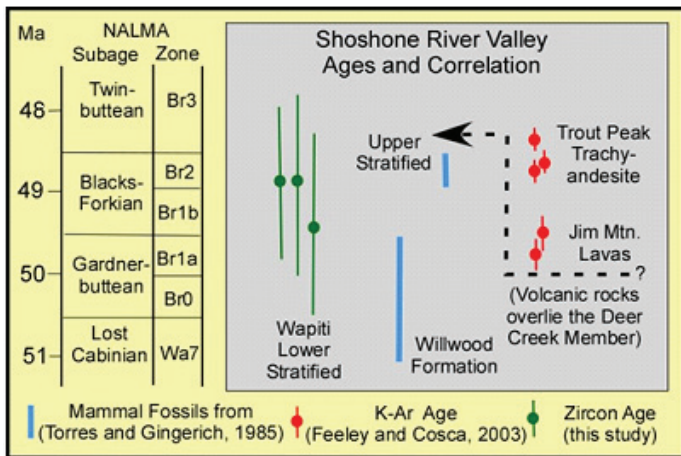 Ma
NALMA
Subage Zone
48
49
50
51
Twin-
buttean
Br3
Blacks-
Forkian
Br2
Br1b
Gardner-
buttean
Br1a
Br0
Lost
Cabinian
Wa7
Shoshone River Valley
Ages and Correlation
Upper
Stratified
Trout Peak
Trachy-
andesite
Jim Mtn.
Lavas
?
(Volcanic rocks
overlie the Deer
Creek Member)
Wapiti
Lower
Stratified
Willwood
Formation
Mammal Fossils from
(Torres and Gingerich, 1985)
K-Ar Age
(Feeley and Cosca, 2003)
Zircon Age
(this study)